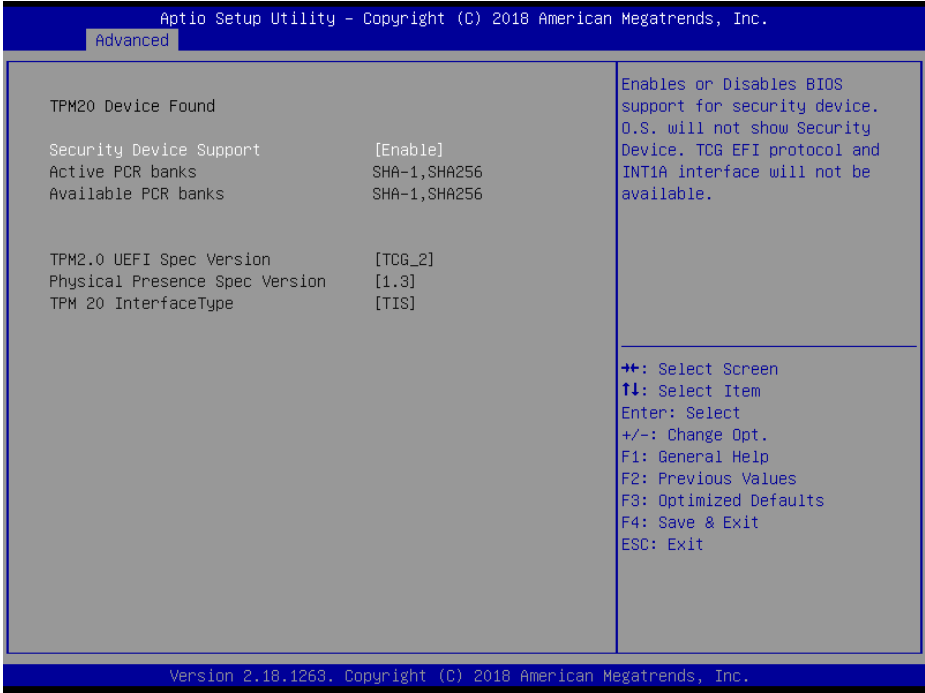 Aptio Setup Utility – Copyright (C) 2018 American Megatrends, Inc.
Advanced
TPM20 Device Found
Security Device Support [Enable]
Active PCR banks SHA-1,SHA256
Available PCR banks SHA-1,SHA256
TPM2.0 UEFI Spec Version [TCG_2]
Physical Presence Spec Version [1.3]
TPM 20 InterfaceType [TIS]
Enables or Disables BIOS
support for security device.
O.S. will not show Security
Device. TCG EFI protocol and
INT1A interface will not be
available.
→←: Select Screen
↑↓: Select Item
Enter: Select
+/-: Change Opt.
F1: General Help
F2: Previous Values
F3: Optimized Defaults
F4: Save & Exit
ESC: Exit
Version 2.18.1263. Copyright (C) 2018 American Megatrends, Inc.